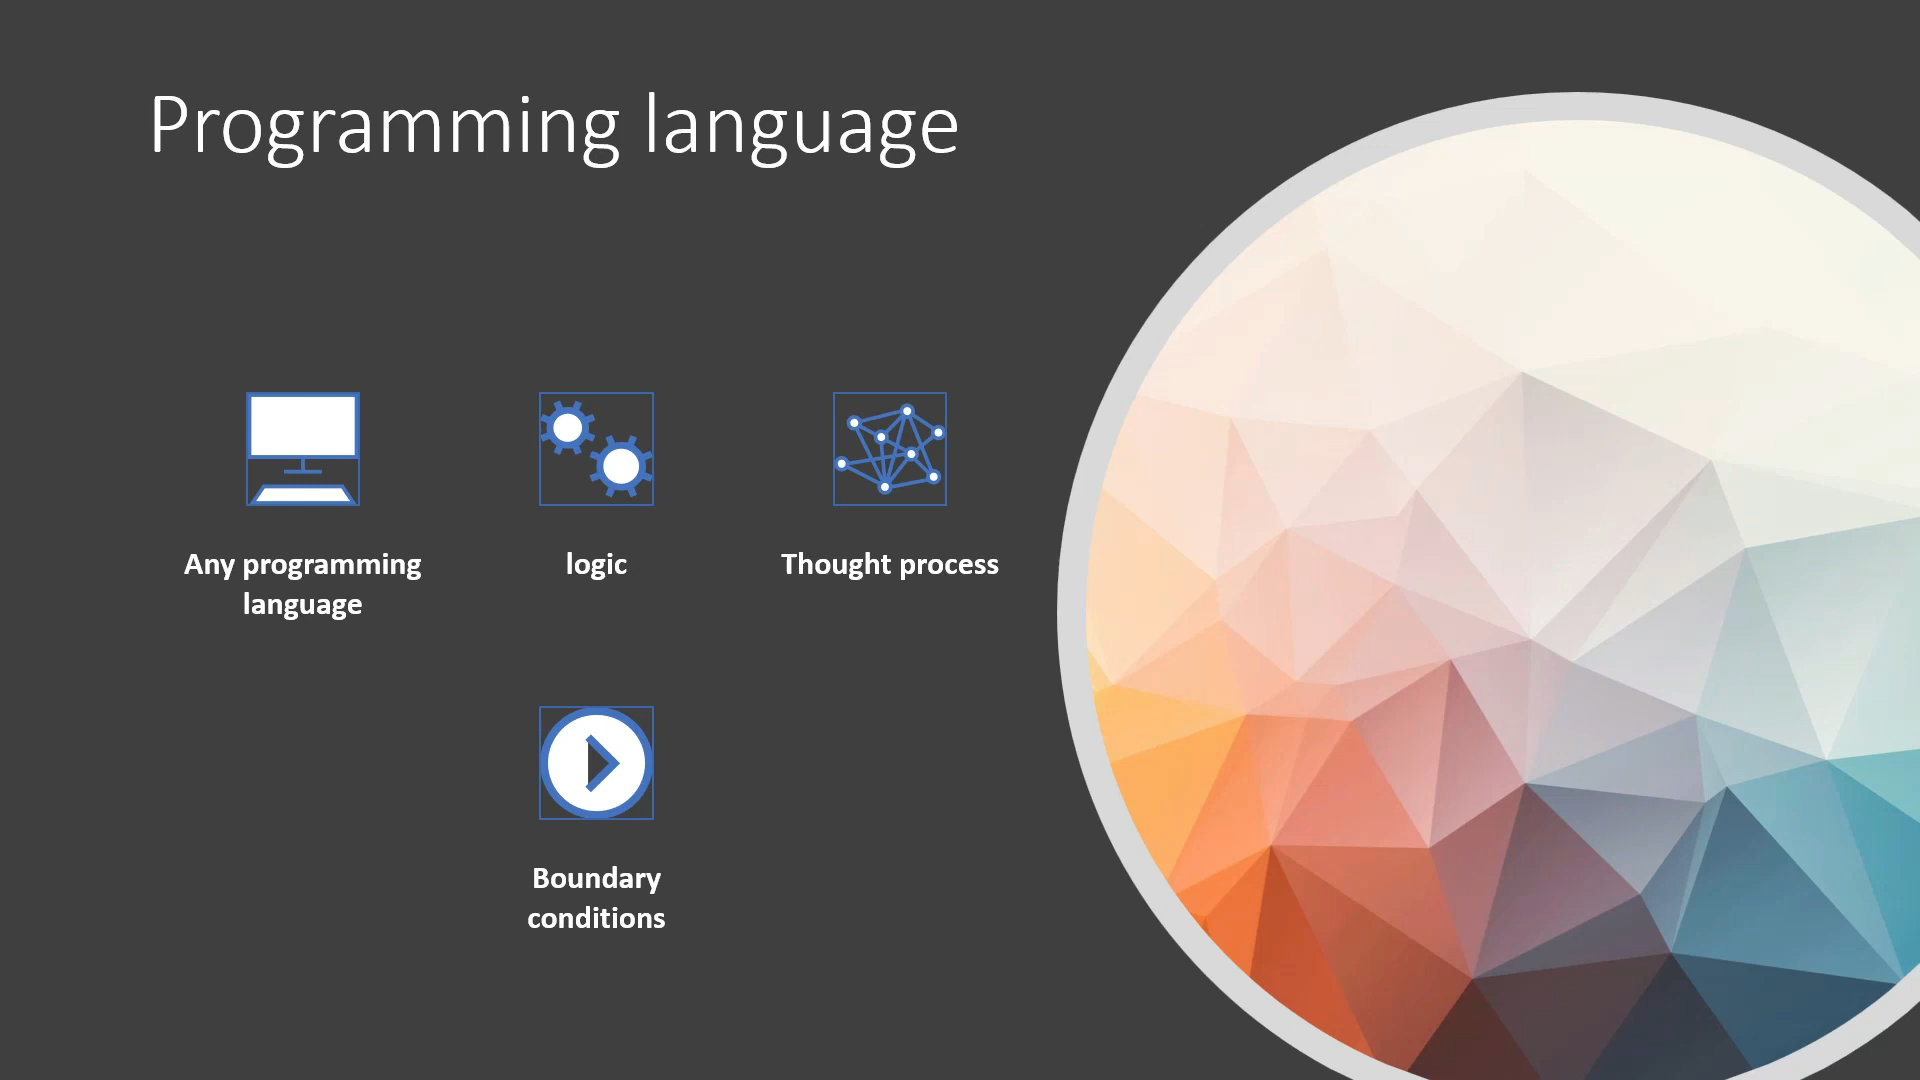 Programming language
Any programming
language
logic
Thought process
Boundary
conditions